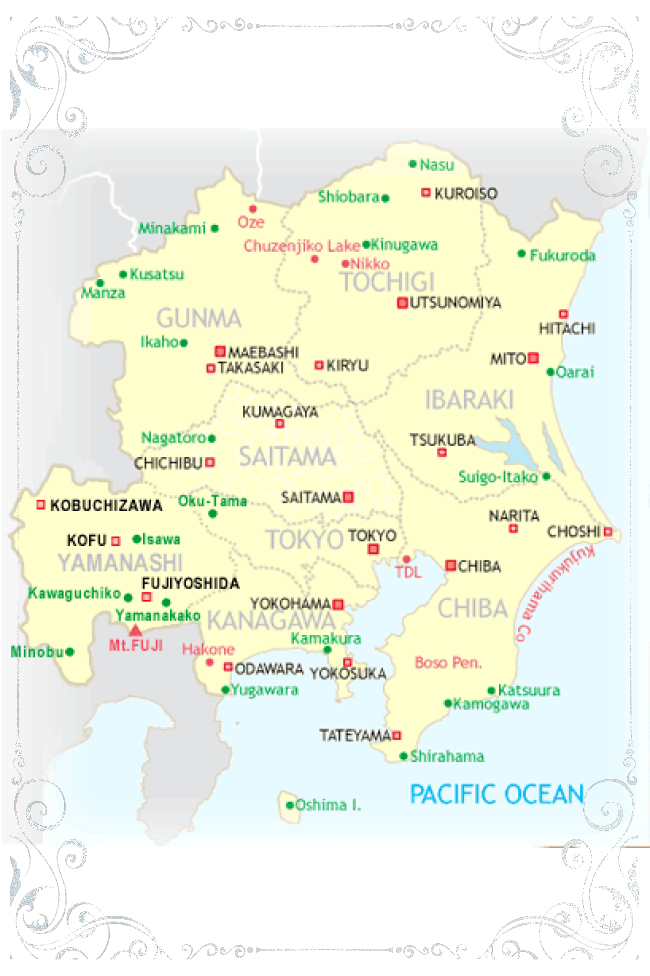 Nasu
Shiobara
KUROISO
Oze
Minakami
Chuzenjiko Lake
Kinugawa
Fukuroda
Nikko
Kusatsu
TOCHIGI
Manza
UTSUNOMIYA
GUNMA
HITACHI
Ikaho
MAEBASHI
MITO
TAKASAKI
KIRYU
Oarai
IBARAKI
KUMAGAYA
Nagatoro
TSUKUBA
SAITAMA
CHICHIBU
Suigo-Itako
SAITAMA
Oku-Tama
KOBUCHIZAWA
NARITA
CHOSHI
KOFU
Isawa
TOKYO
TOKYO
YAMANASHI
TDL
CHIBA
Kujukurihama Co
FUJIYOSHIDA
Kawaguchiko
YOKOHAMA
CHIBA
Yamanakako
KANAGAWA
Mt.FUJI
Kamakura
Minobu
Hakone
Boso Pen.
ODAWARA
YOKOSUKA
Yugawara
Katsuura
Kamogawa
TATEYAMA
Shirahama
PACIFIC OCEAN
Oshima I.